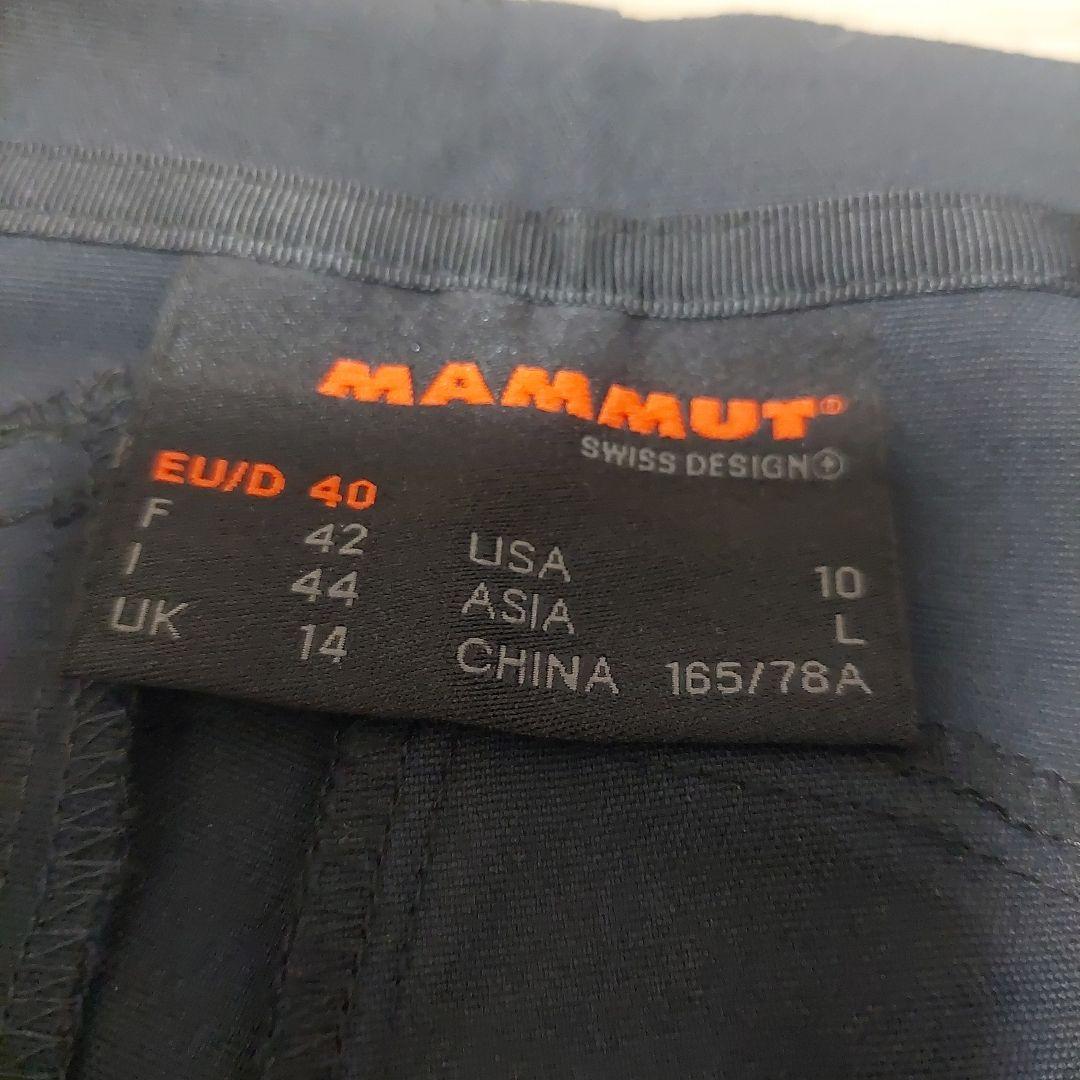 MAMMUT®
SWISS DESIGN
EU/D 40
F 42 USA 10
I 44 ASIA L
UK 14 CHINA 165/78A